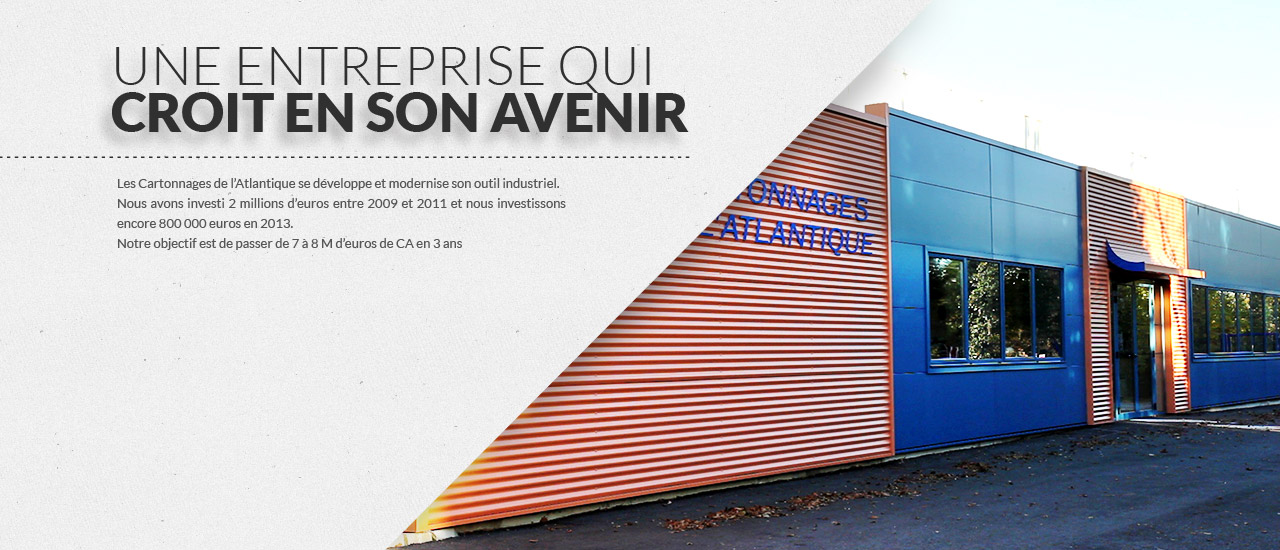 UNE ENTREPRISE QUI
CROIT EN SON AVENIR
Les Cartonnages de l'Atlantique se développe et modernise son outil industriel.
Nous avons investi 2 millions d'euros entre 2009 et 2011 et nous investissons
encore 800 000 euros en 2013.
Notre objectif est de passer de 7 à 8 M d'euros de CA en 3 ans
ONNAGES
L'ATLANTIQUE